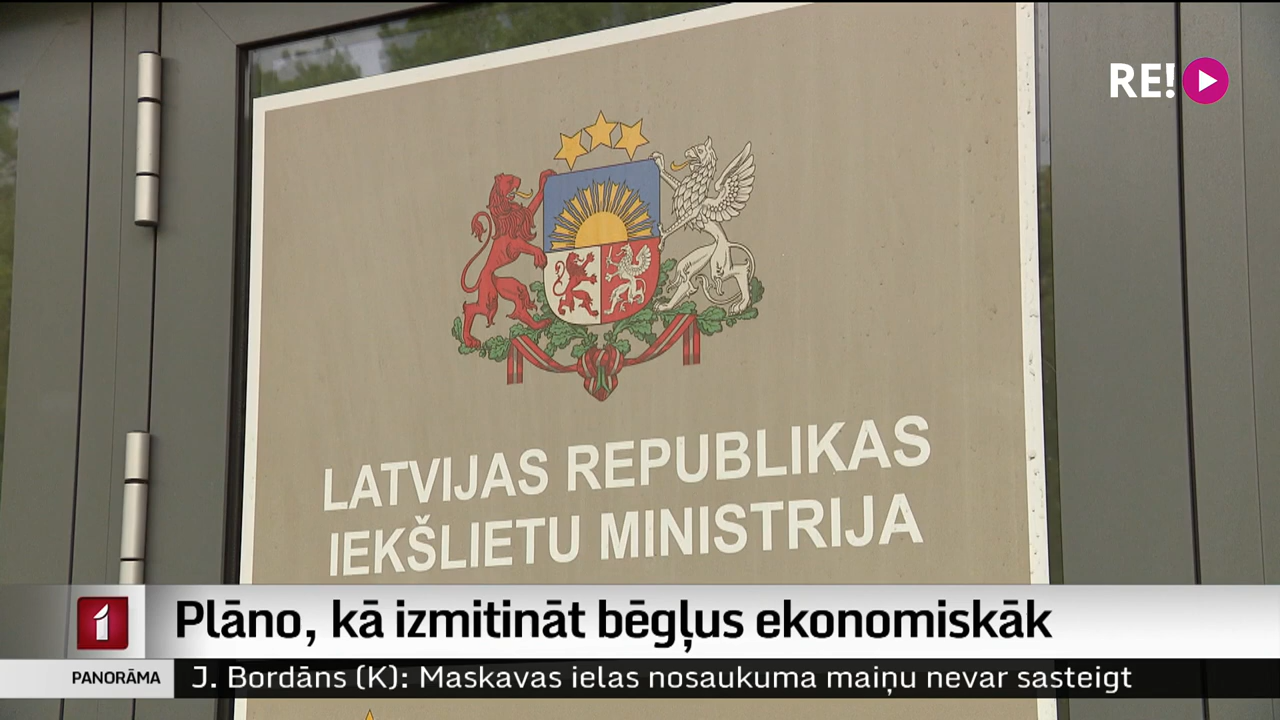 RE!
LATVIJAS REPUBLIKAS
IEKŠLIETU MINISTRIJA
1
Plāno, kā izmitināt bēgļus ekonomiskāk
PANORĀMA
J. Bordāns (K): Maskavas ielas nosaukuma maiņu nevar sasteigt